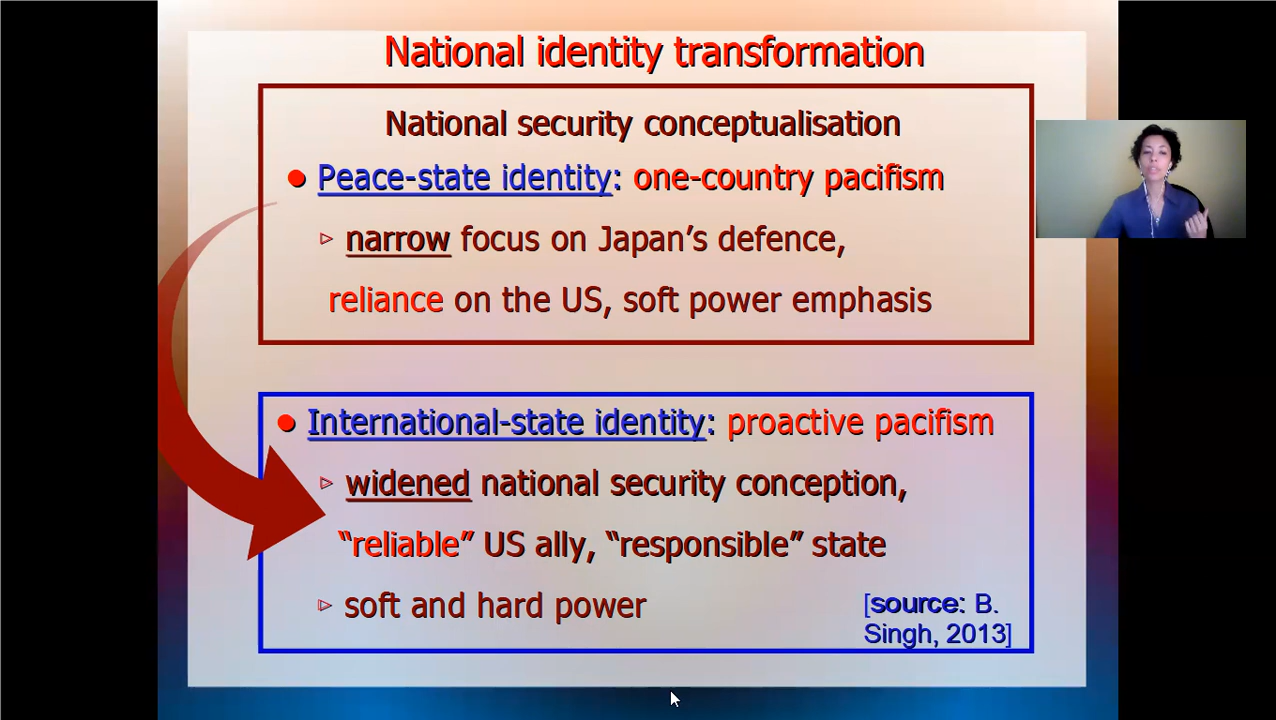 National identity transformation
National security conceptualisation
● Peace-state identity: one-country pacifism
▹ narrow focus on Japan’s defence,
reliance on the US, soft power emphasis
● International-state identity: proactive pacifism
▹ widened national security conception,
“reliable” US ally, “responsible” state
▹ soft and hard power
[source: B.
Singh, 2013]